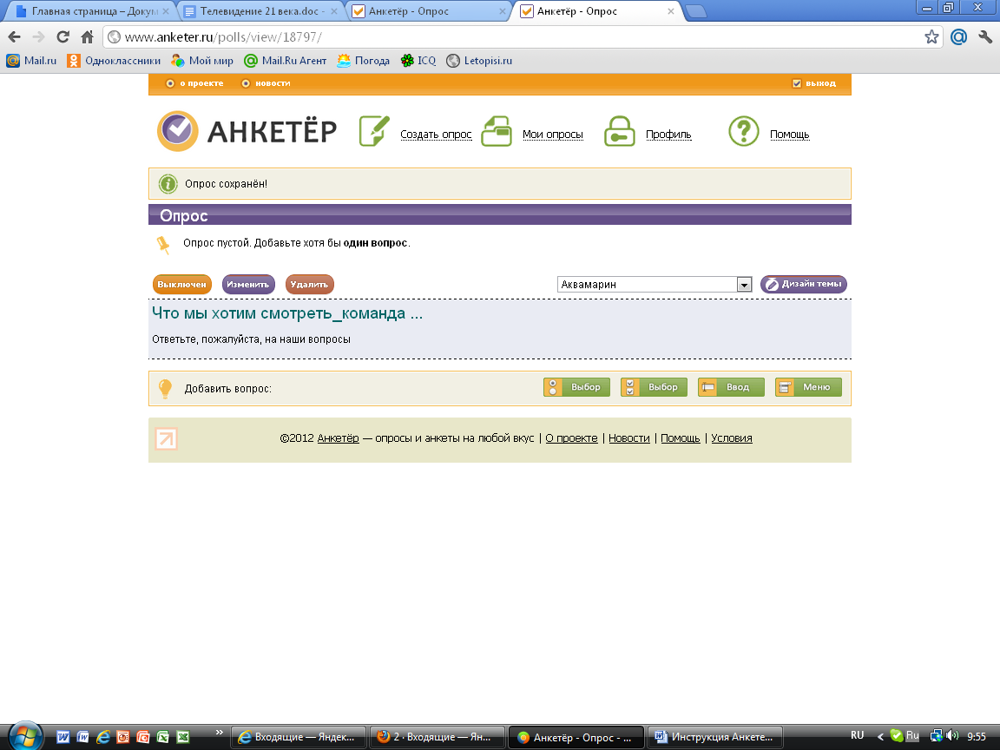 Главная страница – Докум
Телевидение 21 века.doc -
Анкетёр - Опрос
Анкетёр - Опрос
www.anketer.ru/polls/view/18797/
Mail.ru
Одноклассники
Мой мир
Mail.Ru Агент
Погода
ICQ
Letopisi.ru
о проекте новости выход
АНКЕТЁР
Создать опрос
Мои опросы
Профиль
Помощь
Опрос сохранён!
Опрос
Опрос пустой. Добавьте хотя бы один вопрос.
Выключен Изменить Удалить Аквамарин Дизайн темы
Что мы хотим смотреть_команда ...
Ответьте, пожалуйста, на наши вопросы
Добавить вопрос: Выбор Выбор Ввод Меню
©2012 Анкетёр — опросы и анкеты на любой вкус | О проекте | Новости | Помощь | Условия
Входящие — Яндек...
2 · Входящие — Ян...
Анкетёр - Опрос - ...
Инструкция Анкете...
RU
Ru
9:55